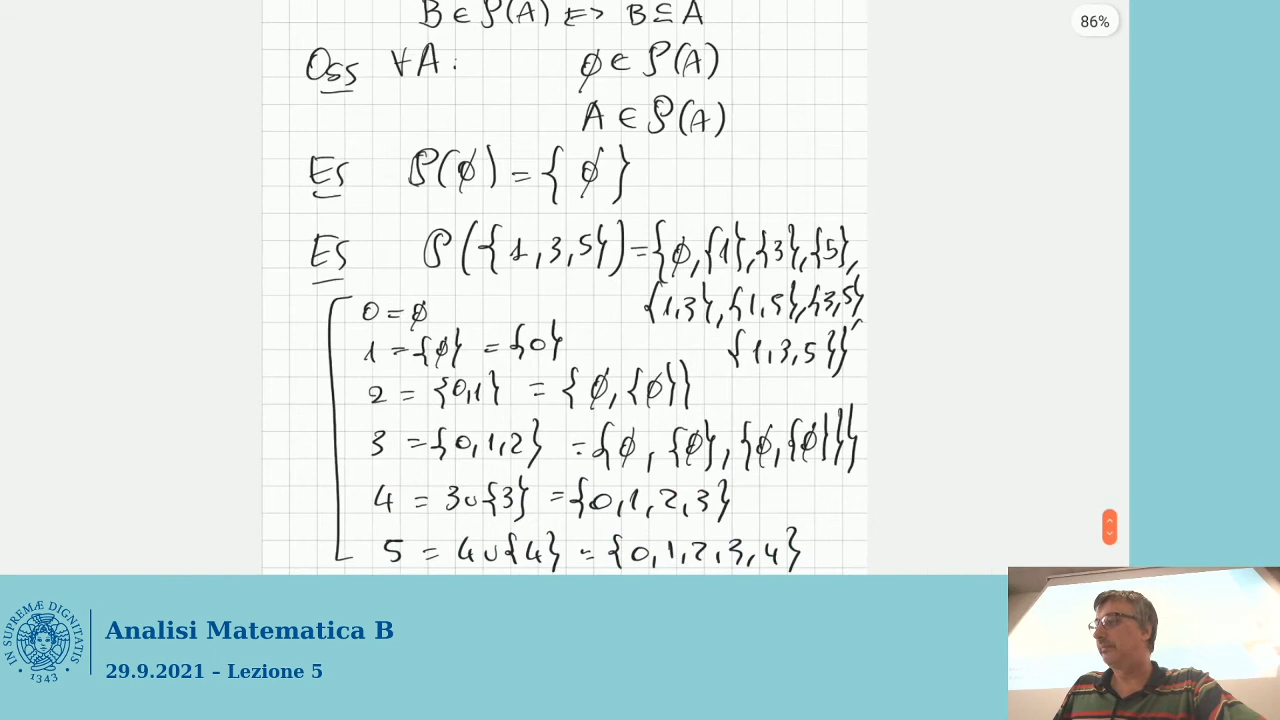 B ∈ P(A) ⟺ B ⊆ A
86%
Oss ∀A: ∅ ∈ P(A)
A ∈ P(A)
Es P(∅) = {∅}
Es P({1,3,5}) = {∅, {1}, {3}, {5},
{1,3}, {1,5}, {3,5},
{1,3,5}}
0 = ∅
1 = {∅} = {0}
2 = {0,1} = {∅, {∅}}
3 = {0,1,2} = {∅, {∅}, {∅, {∅}}}
4 = 3∪{3} = {0,1,2,3}
5 = 4∪{4} = {0,1,2,3,4}
IN SUPREMÆ DIGNITATIS
1343
Analisi Matematica B
29.9.2021 – Lezione 5